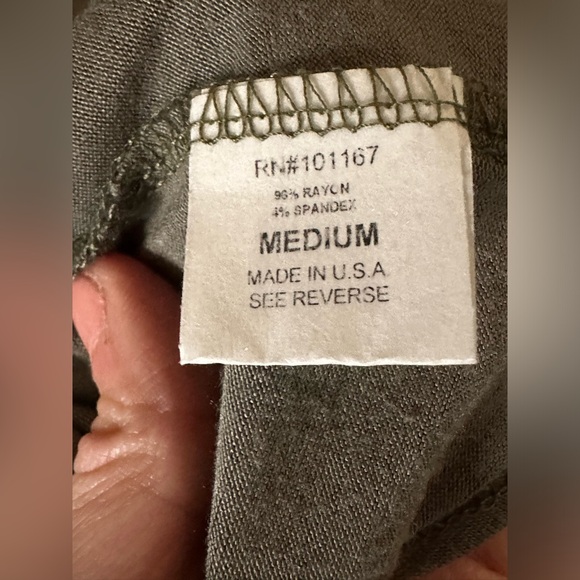 RN#101167
96% RAYON
4% SPANDEX
MEDIUM
MADE IN U.S.A
SEE REVERSE